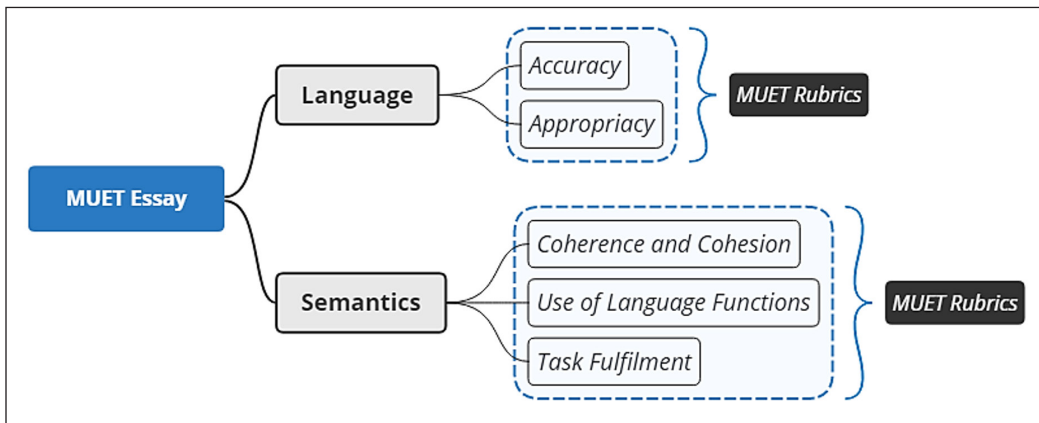 MUET Essay
Language
Accuracy
Appropriacy
MUET Rubrics
Semantics
Coherence and Cohesion
Use of Language Functions
Task Fulfilment
MUET Rubrics